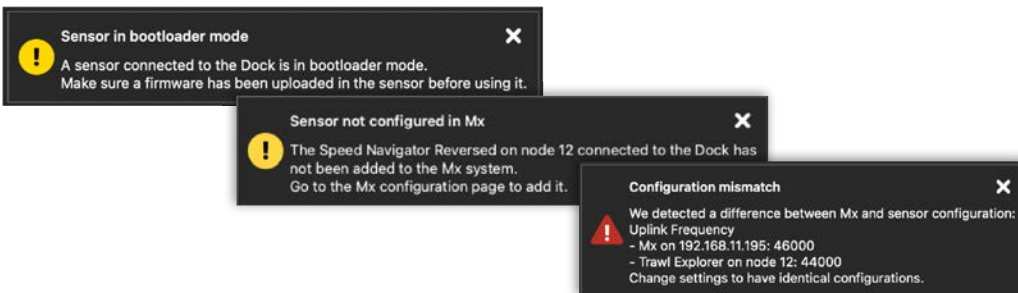 Sensor in bootloader mode
A sensor connected to the Dock is in bootloader mode.
Make sure a firmware has been uploaded in the sensor before using it.
Sensor not configured in Mx
The Speed Navigator Reversed on node 12 connected to the Dock has
not been added to the Mx system.
Go to the Mx configuration page to add it.
Configuration mismatch
We detected a difference between Mx and sensor configuration:
Uplink Frequency
- Mx on 192.168.11.195: 46000
- Trawl Explorer on node 12: 44000
Change settings to have identical configurations.